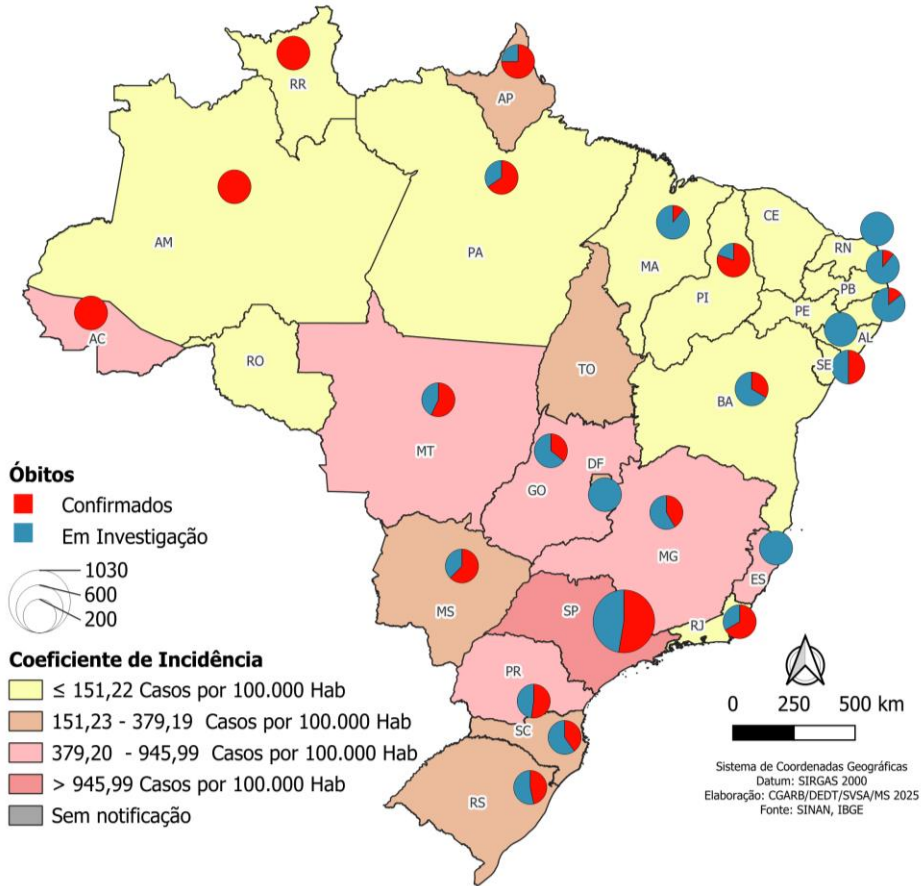 RR
AP
AM
PA
MA
CE
RN
PB
PI
PE
AL
AC
SE
RO
TO
BA
MT
DF
GO
MG
ES
MS
SP
RJ
PR
SC
RS
Óbitos
Confirmados
Em Investigação
1030
600
200
Coeficiente de Incidência
≤ 151,22 Casos por 100.000 Hab
151,23 - 379,19 Casos por 100.000 Hab
379,20 - 945,99 Casos por 100.000 Hab
> 945,99 Casos por 100.000 Hab
Sem notificação
0 250 500 km
Sistema de Coordenadas Geográficas
Datum: SIRGAS 2000
Elaboração: CGARB/DEDT/SVSA/MS 2025
Fonte: SINAN, IBGE